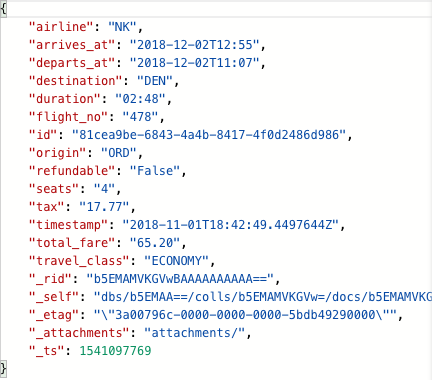 {
"airline": "NK",
"arrives_at": "2018-12-02T12:55",
"departs_at": "2018-12-02T11:07",
"destination": "DEN",
"duration": "02:48",
"flight_no": "478",
"id": "81cea9be-6843-4a4b-8417-4f0d2486d986",
"origin": "ORD",
"refundable": "False",
"seats": "4",
"tax": "17.77",
"timestamp": "2018-11-01T18:42:49.4497644Z",
"total_fare": "65.20",
"travel_class": "ECONOMY",
"_rid": "b5EMAMVKGVwBAAAAAAAAAA==",
"_self": "dbs/b5EMAA==/colls/b5EMAMVKGVw=/docs/b5EMAMVKG
"_etag": "\"3a00796c-0000-0000-0000-5bdb49290000\"",
"_attachments": "attachments/",
"_ts": 1541097769
}